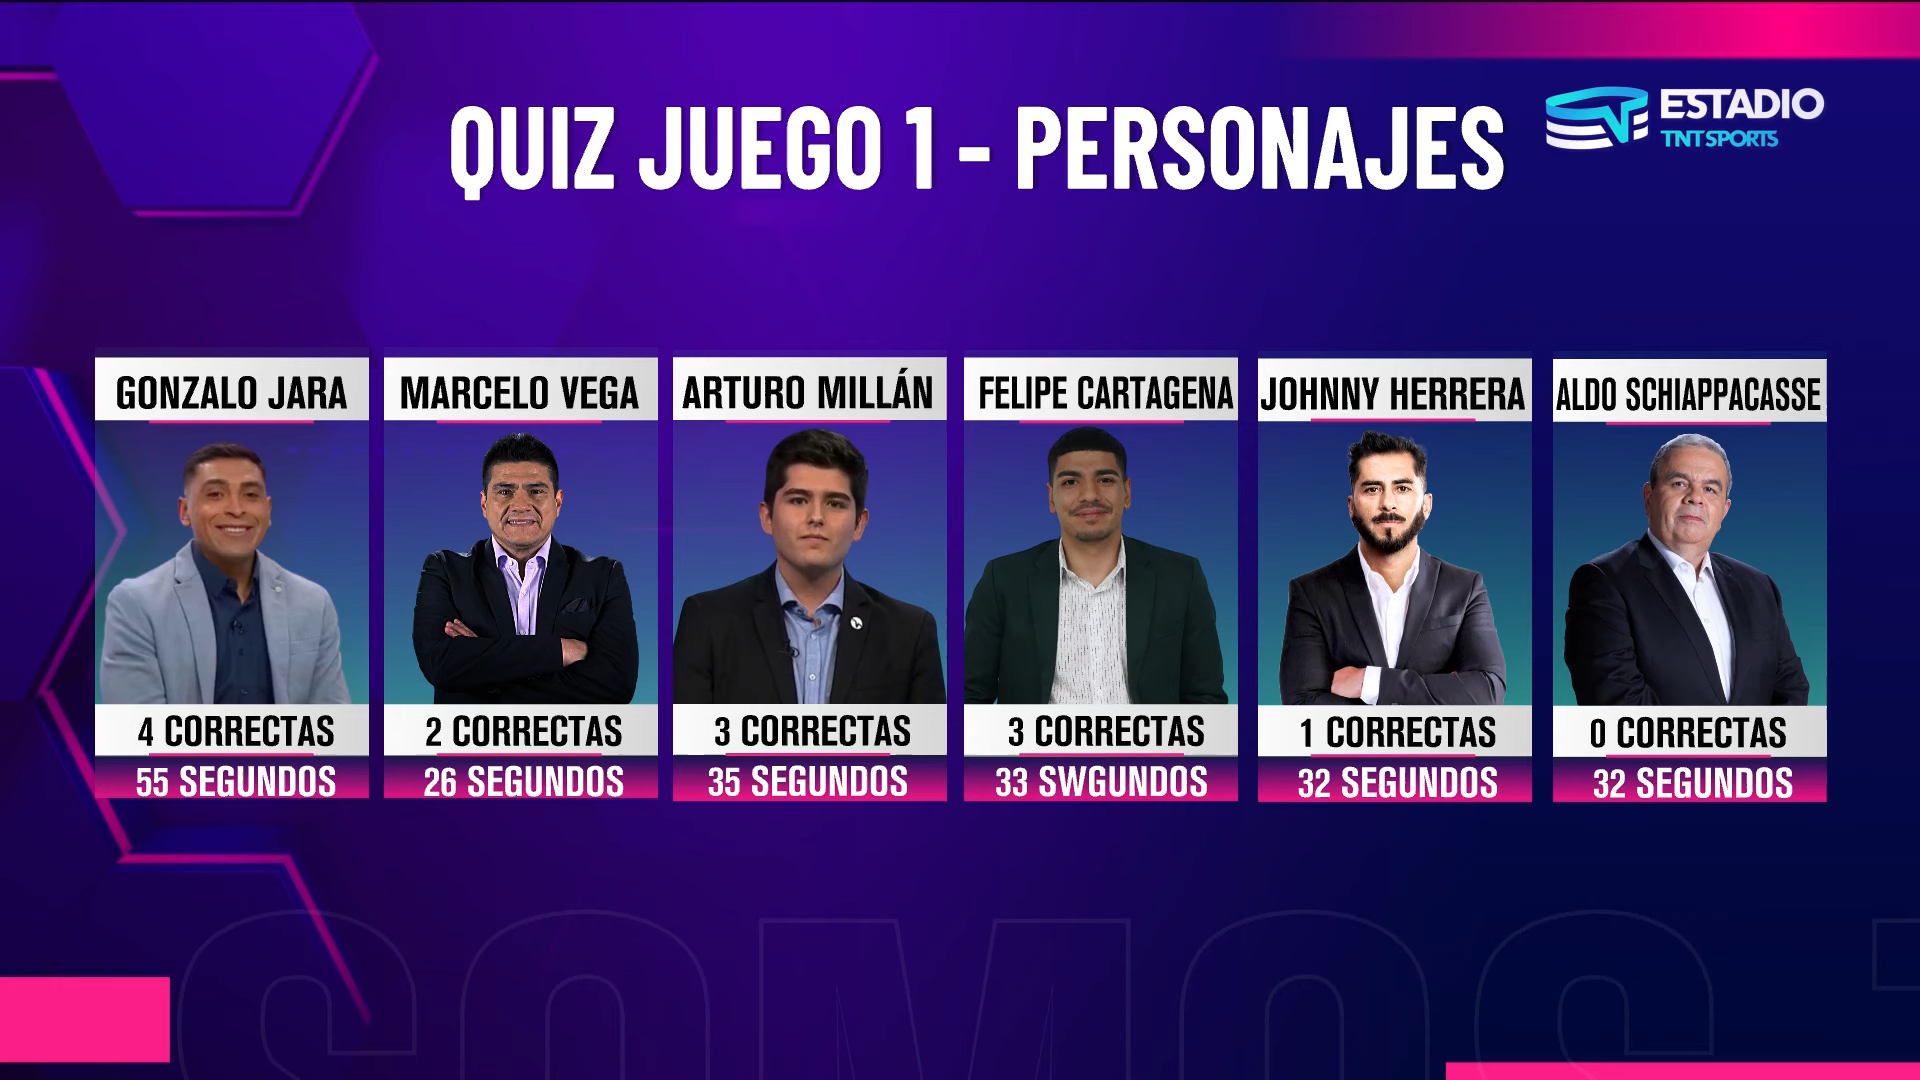 QUIZ JUEGO 1 - PERSONAJES
ESTADIO
TNT SPORTS
GONZALO JARA
4 CORRECTAS
55 SEGUNDOS
MARCELO VEGA
2 CORRECTAS
26 SEGUNDOS
ARTURO MILLÁN
3 CORRECTAS
35 SEGUNDOS
FELIPE CARTAGENA
3 CORRECTAS
33 SWGUNDOS
JOHNNY HERRERA
1 CORRECTAS
32 SEGUNDOS
ALDO SCHIAPPACASSE
0 CORRECTAS
32 SEGUNDOS
SOMOS T